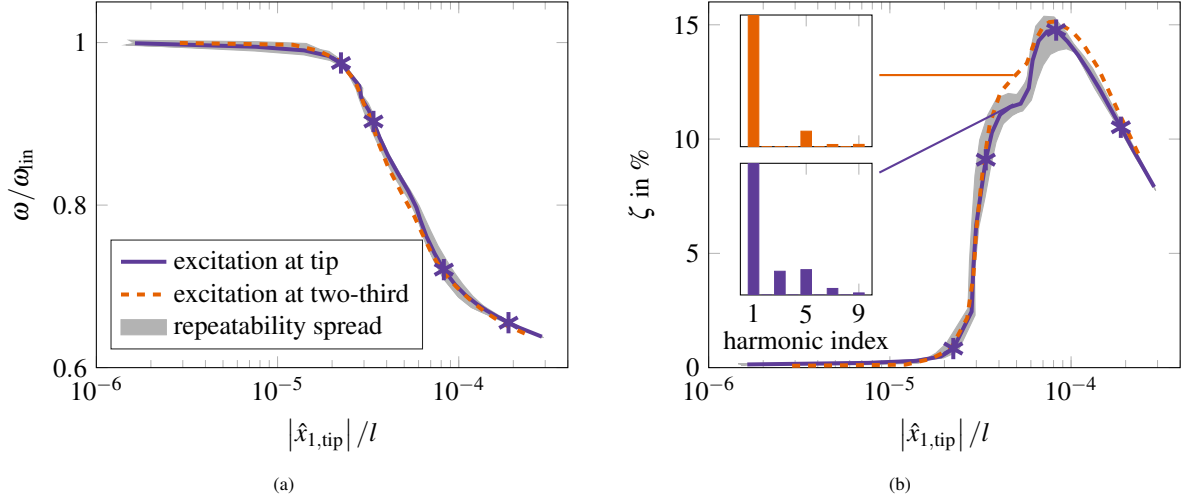 1
0.8
0.6
ω/ω_lin
excitation at tip
excitation at two-third
repeatability spread
10⁻⁶ 10⁻⁵ 10⁻⁴
|x̂₁,tip| /l
(a)
15
10
5
0
ζ in %
1 5 9
harmonic index
10⁻⁶ 10⁻⁵ 10⁻⁴
|x̂₁,tip| /l
(b)